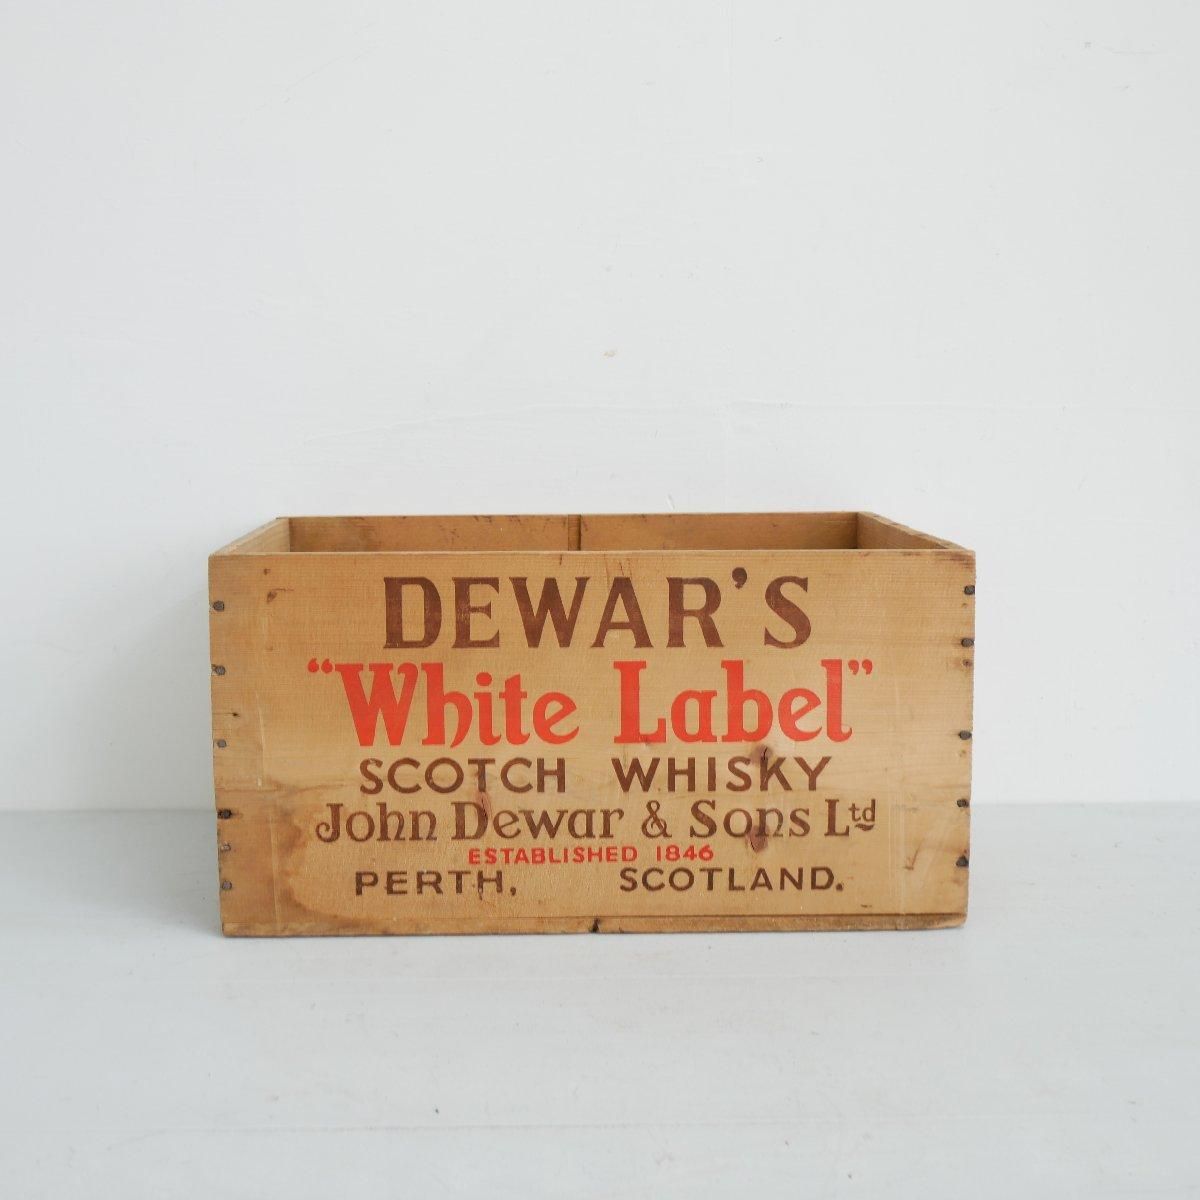 DEWAR'S
"White Label"
SCOTCH WHISKY
John Dewar & Sons Ltd
ESTABLISHED 1846
PERTH, SCOTLAND.